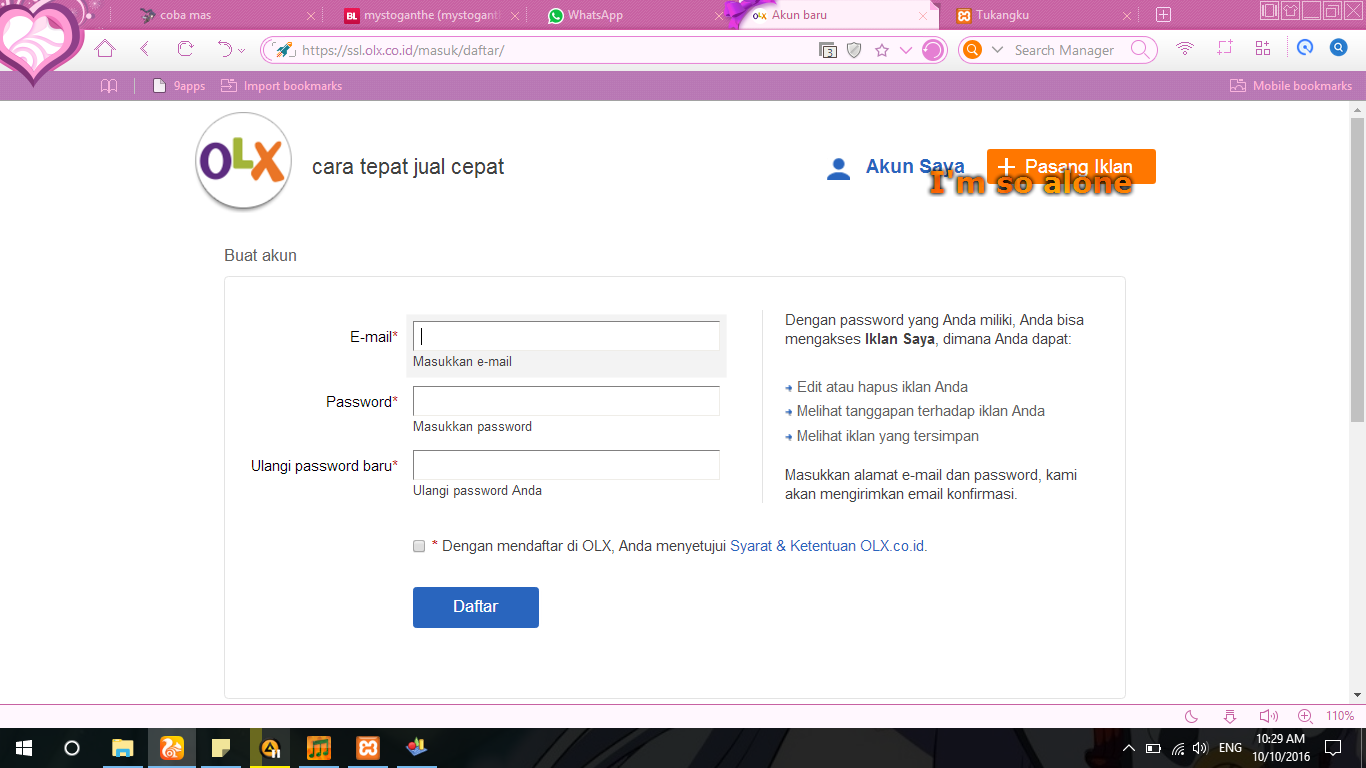 coba mas
BL mystoganthe (mystoganti
WhatsApp
OLX Akun baru
Tukangku
https://ssl.olx.co.id/masuk/daftar/
3
Search Manager
9apps
Import bookmarks
Mobile bookmarks
OLX
cara tepat jual cepat
Akun Saya
+ Pasang Iklan
I'm so alone
Buat akun
E-mail*
Masukkan e-mail
Password*
Masukkan password
Ulangi password baru*
Ulangi password Anda
Dengan password yang Anda miliki, Anda bisa
mengakses Iklan Saya, dimana Anda dapat:
Edit atau hapus iklan Anda
Melihat tanggapan terhadap iklan Anda
Melihat iklan yang tersimpan
Masukkan alamat e-mail dan password, kami
akan mengirimkan email konfirmasi.
* Dengan mendaftar di OLX, Anda menyetujui Syarat & Ketentuan OLX.co.id.
Daftar
110%
ENG
10:29 AM
10/10/2016